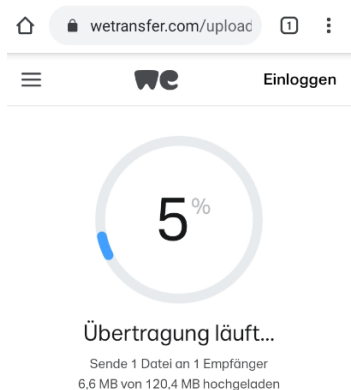 wetransfer.com/upload 1
we Einloggen
5%
Übertragung läuft...
Sende 1 Datei an 1 Empfänger
6,6 MB von 120,4 MB hochgeladen